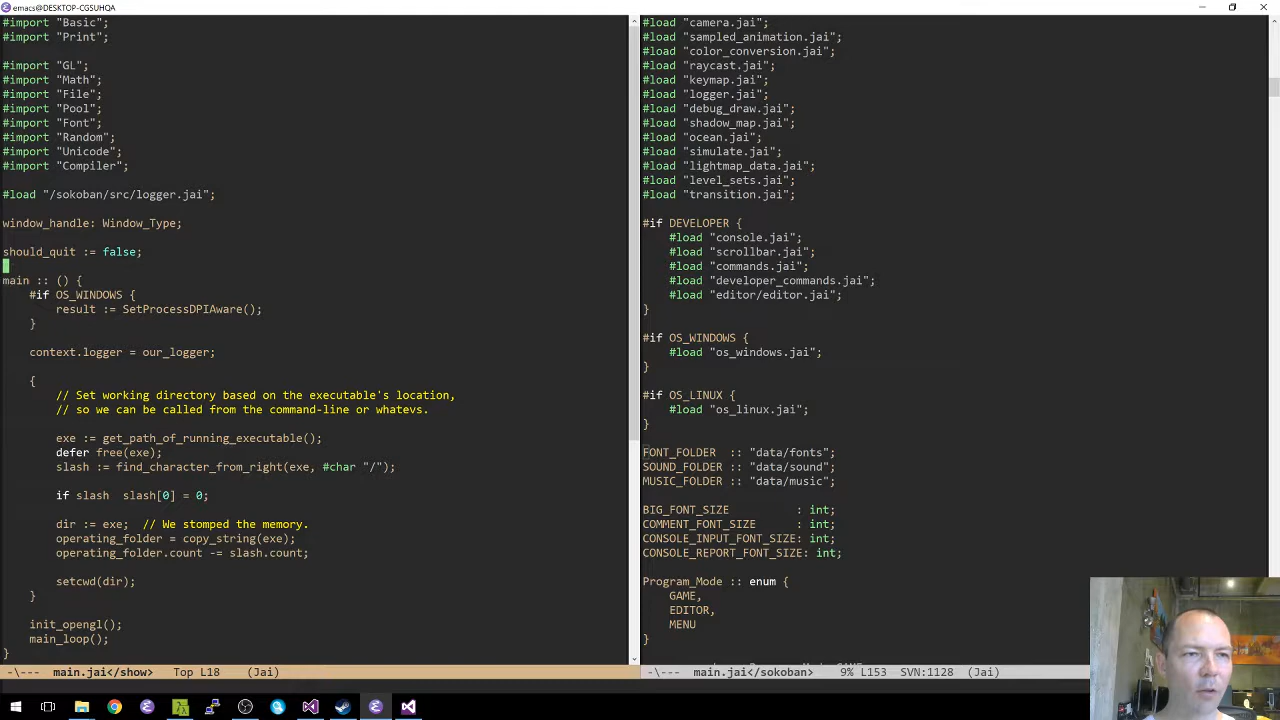 emacs@DESKTOP-CGSUHQA
#import "Basic";
#import "Print";
#import "GL";
#import "Math";
#import "File";
#import "Pool";
#import "Font";
#import "Random";
#import "Unicode";
#import "Compiler";
#load "/sokoban/src/logger.jai";
window_handle: Window_Type;
should_quit := false;
main :: () {
#if OS_WINDOWS {
result := SetProcessDPIAware();
}
context.logger = our_logger;
{
// Set working directory based on the executable's location,
// so we can be called from the command-line or whatevs.
exe := get_path_of_running_executable();
defer free(exe);
slash := find_character_from_right(exe, #char "/");
if slash  slash[0] = 0;
dir := exe;  // We stomped the memory.
operating_folder = copy_string(exe);
operating_folder.count -= slash.count;
setcwd(dir);
}
init_opengl();
main_loop();
}
-\--- main.jai</show> Top L18 (Jai)
#load "camera.jai";
#load "sampled_animation.jai";
#load "color_conversion.jai";
#load "raycast.jai";
#load "keymap.jai";
#load "logger.jai";
#load "debug_draw.jai";
#load "shadow_map.jai";
#load "ocean.jai";
#load "simulate.jai";
#load "lightmap_data.jai";
#load "level_sets.jai";
#load "transition.jai";
#if DEVELOPER {
#load "console.jai";
#load "scrollbar.jai";
#load "commands.jai";
#load "developer_commands.jai";
#load "editor/editor.jai";
}
#if OS_WINDOWS {
#load "os_windows.jai";
}
#if OS_LINUX {
#load "os_linux.jai";
}
FONT_FOLDER  :: "data/fonts";
SOUND_FOLDER :: "data/sound";
MUSIC_FOLDER :: "data/music";
BIG_FONT_SIZE : int;
COMMENT_FONT_SIZE : int;
CONSOLE_INPUT_FONT_SIZE: int;
CONSOLE_REPORT_FONT_SIZE: int;
Program_Mode :: enum {
GAME,
EDITOR,
MENU
}
-\--- main.jai</sokoban> 9% L153 SVN:1128 (Jai)